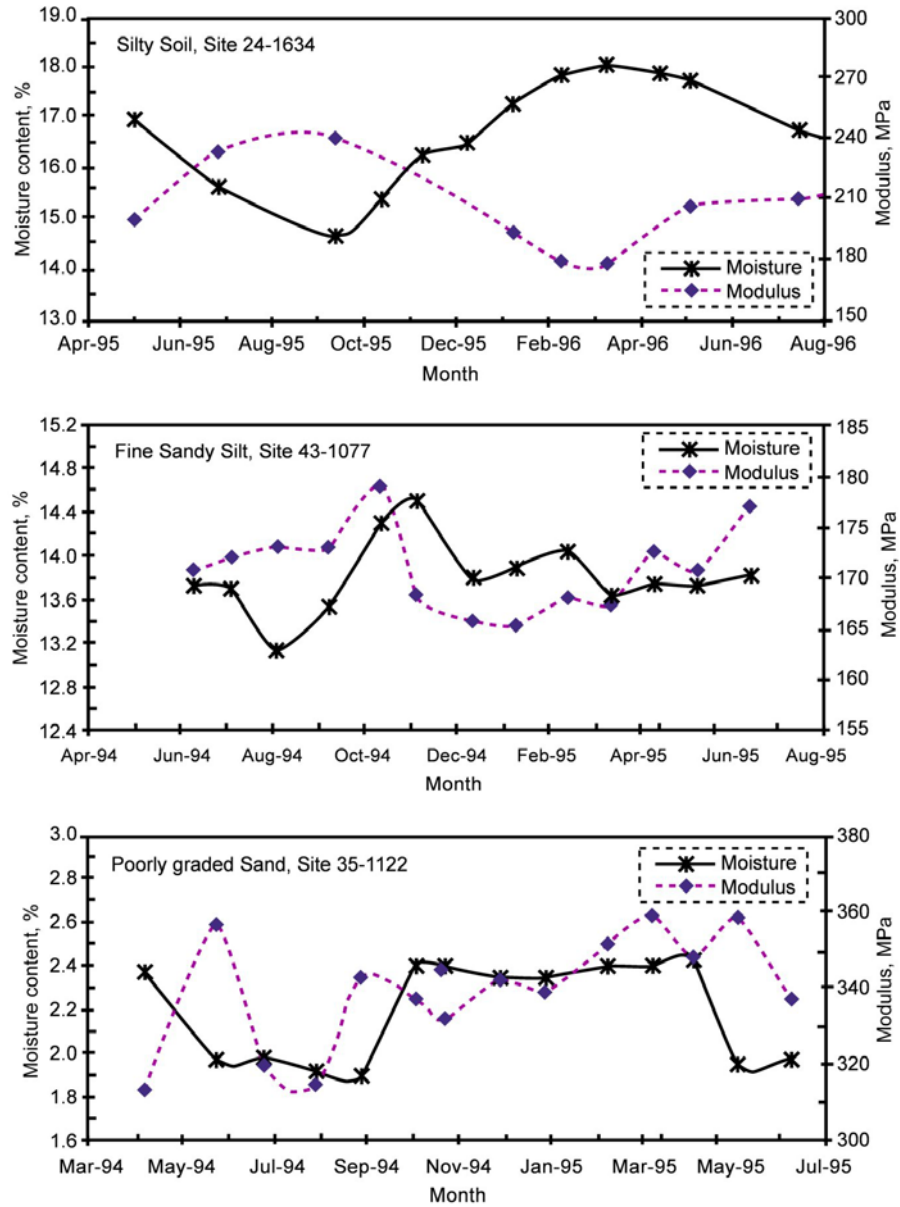 Silty Soil, Site 24-1634
Moisture content, %
19.0
18.0
17.0
16.0
15.0
14.0
13.0
300
270
240
210
180
150
Modulus, MPa
Moisture
Modulus
Apr-95 Jun-95 Aug-95 Oct-95 Dec-95 Feb-96 Apr-96 Jun-96 Aug-96
Month
Fine Sandy Silt, Site 43-1077
Moisture content, %
15.2
14.8
14.4
14.0
13.6
13.2
12.8
12.4
185
180
175
170
165
160
155
Modulus, MPa
Moisture
Modulus
Apr-94 Jun-94 Aug-94 Oct-94 Dec-94 Feb-95 Apr-95 Jun-95 Aug-95
Month
Poorly graded Sand, Site 35-1122
Moisture content, %
3.0
2.8
2.6
2.4
2.2
2.0
1.8
1.6
380
360
340
320
300
Modulus, MPa
Moisture
Modulus
Mar-94 May-94 Jul-94 Sep-94 Nov-94 Jan-95 Mar-95 May-95 Jul-95
Month